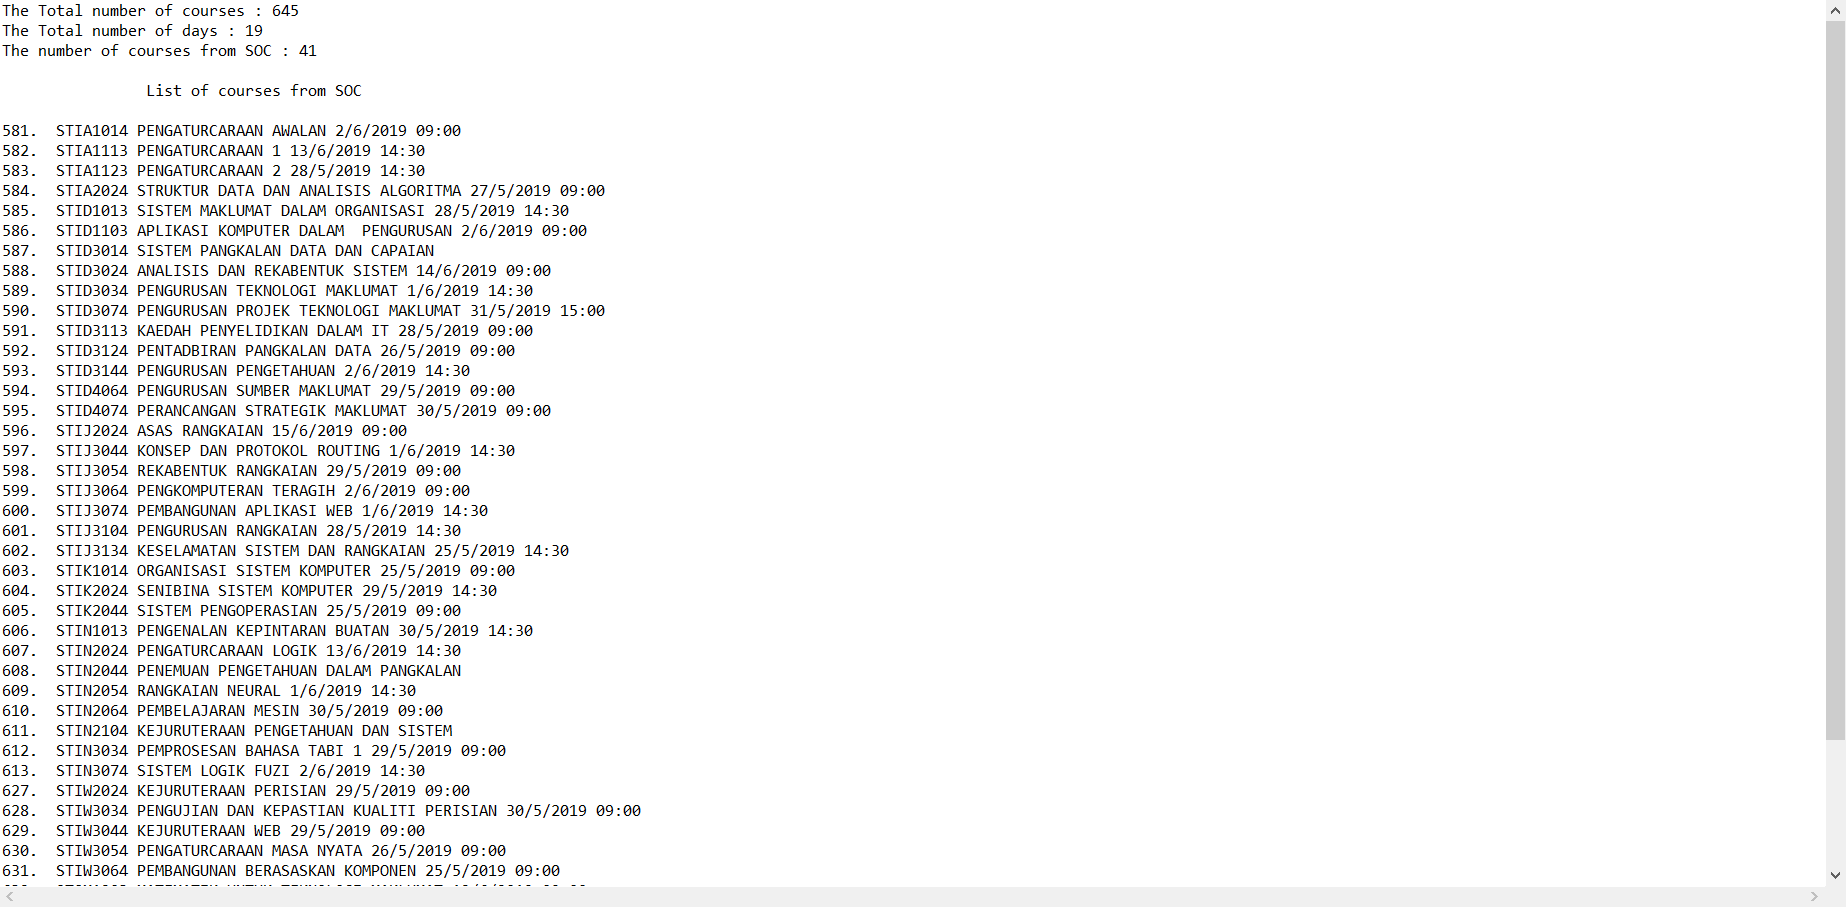 The Total number of courses : 645
The Total number of days : 19
The number of courses from SOC : 41
List of courses from SOC
581.  STIA1014 PENGATURCARAAN AWALAN 2/6/2019 09:00
582.  STIA1113 PENGATURCARAAN 1 13/6/2019 14:30
583.  STIA1123 PENGATURCARAAN 2 28/5/2019 14:30
584.  STIA2024 STRUKTUR DATA DAN ANALISIS ALGORITMA 27/5/2019 09:00
585.  STID1013 SISTEM MAKLUMAT DALAM ORGANISASI 28/5/2019 14:30
586.  STID1103 APLIKASI KOMPUTER DALAM  PENGURUSAN 2/6/2019 09:00
587.  STID3014 SISTEM PANGKALAN DATA DAN CAPAIAN
588.  STID3024 ANALISIS DAN REKABENTUK SISTEM 14/6/2019 09:00
589.  STID3034 PENGURUSAN TEKNOLOGI MAKLUMAT 1/6/2019 14:30
590.  STID3074 PENGURUSAN PROJEK TEKNOLOGI MAKLUMAT 31/5/2019 15:00
591.  STID3113 KAEDAH PENYELIDIKAN DALAM IT 28/5/2019 09:00
592.  STID3124 PENTADBIRAN PANGKALAN DATA 26/5/2019 09:00
593.  STID3144 PENGURUSAN PENGETAHUAN 2/6/2019 14:30
594.  STID4064 PENGURUSAN SUMBER MAKLUMAT 29/5/2019 09:00
595.  STID4074 PERANCANGAN STRATEGIK MAKLUMAT 30/5/2019 09:00
596.  STIJ2024 ASAS RANGKAIAN 15/6/2019 09:00
597.  STIJ3044 KONSEP DAN PROTOKOL ROUTING 1/6/2019 14:30
598.  STIJ3054 REKABENTUK RANGKAIAN 29/5/2019 09:00
599.  STIJ3064 PENGKOMPUTERAN TERAGIH 2/6/2019 09:00
600.  STIJ3074 PEMBANGUNAN APLIKASI WEB 1/6/2019 14:30
601.  STIJ3104 PENGURUSAN RANGKAIAN 28/5/2019 14:30
602.  STIJ3134 KESELAMATAN SISTEM DAN RANGKAIAN 25/5/2019 14:30
603.  STIK1014 ORGANISASI SISTEM KOMPUTER 25/5/2019 09:00
604.  STIK2024 SENIBINA SISTEM KOMPUTER 29/5/2019 14:30
605.  STIK2044 SISTEM PENGOPERASIAN 25/5/2019 09:00
606.  STIN1013 PENGENALAN KEPINTARAN BUATAN 30/5/2019 14:30
607.  STIN2024 PENGATURCARAAN LOGIK 13/6/2019 14:30
608.  STIN2044 PENEMUAN PENGETAHUAN DALAM PANGKALAN
609.  STIN2054 RANGKAIAN NEURAL 1/6/2019 14:30
610.  STIN2064 PEMBELAJARAN MESIN 30/5/2019 09:00
611.  STIN2104 KEJURUTERAAN PENGETAHUAN DAN SISTEM
612.  STIN3034 PEMPROSESAN BAHASA TABI 1 29/5/2019 09:00
613.  STIN3074 SISTEM LOGIK FUZI 2/6/2019 14:30
627.  STIW2024 KEJURUTERAAN PERISIAN 29/5/2019 09:00
628.  STIW3034 PENGUJIAN DAN KEPASTIAN KUALITI PERISIAN 30/5/2019 09:00
629.  STIW3044 KEJURUTERAAN WEB 29/5/2019 09:00
630.  STIW3054 PENGATURCARAAN MASA NYATA 26/5/2019 09:00
631.  STIW3064 PEMBANGUNAN BERASASKAN KOMPONEN 25/5/2019 09:00